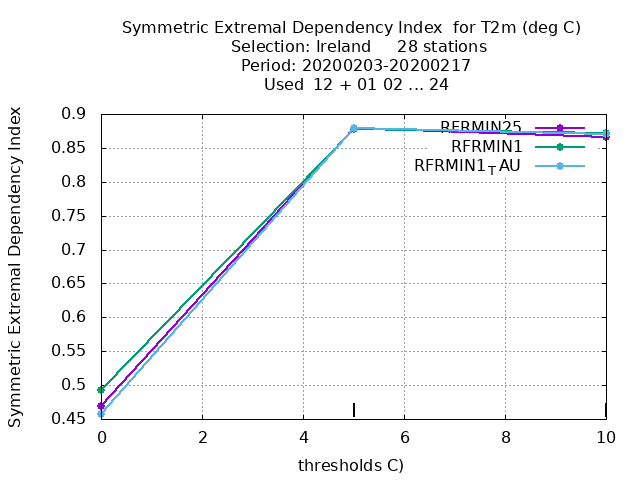 Symmetric Extremal Dependency Index  for T2m (deg C)
Selection: Ireland     28 stations
Period: 20200203-20200217
Used  12 + 01 02 ... 24
Symmetric Extremal Dependency Index
0.9
0.85
0.8
0.75
0.7
0.65
0.6
0.55
0.5
0.45
RFRMIN25
RFRMIN1
RFRMIN1TAU
0 2 4 6 8 10
thresholds C)